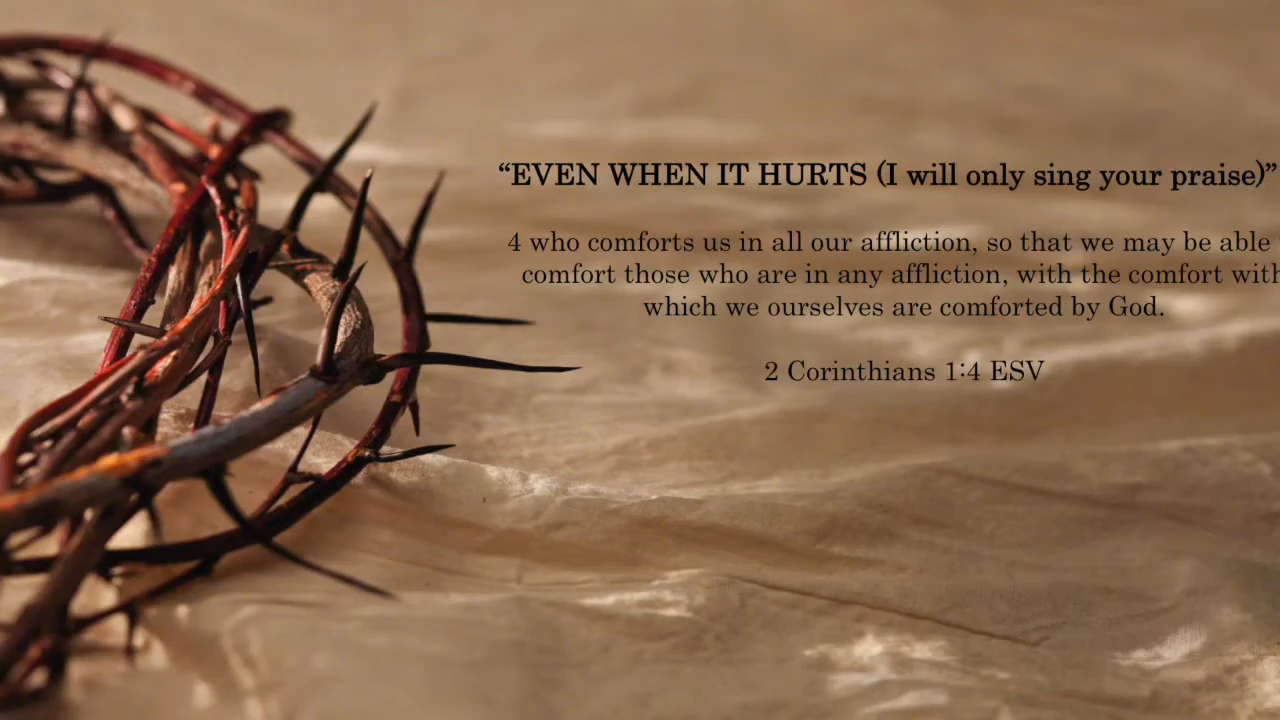 “EVEN WHEN IT HURTS (I will only sing your praise)”
4 who comforts us in all our affliction, so that we may be able
comfort those who are in any affliction, with the comfort with
which we ourselves are comforted by God.
2 Corinthians 1:4 ESV